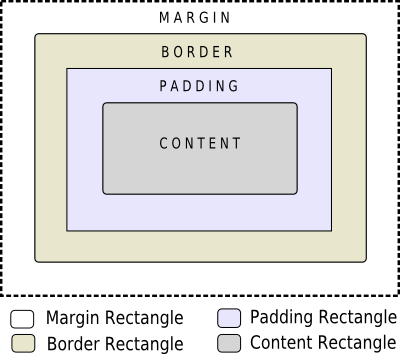 MARGIN
BORDER
PADDING
CONTENT
Margin Rectangle
Padding Rectangle
Border Rectangle
Content Rectangle